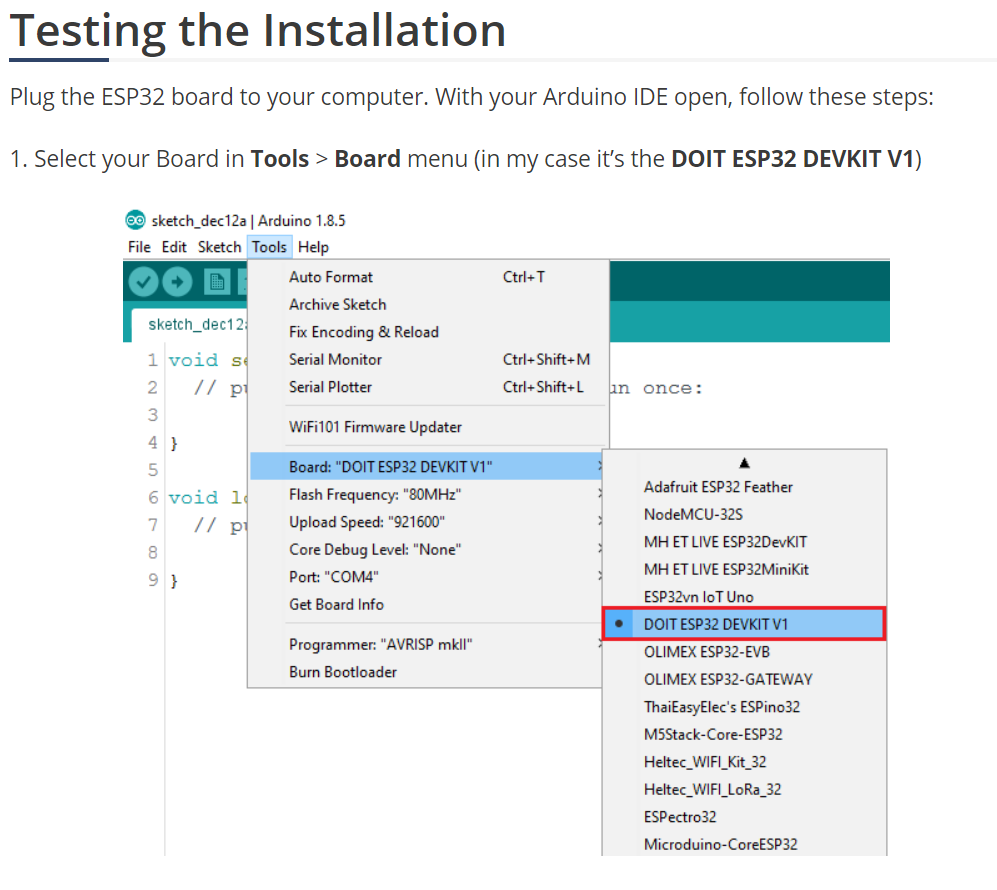 Testing the Installation
Plug the ESP32 board to your computer. With your Arduino IDE open, follow these steps:
1. Select your Board in Tools > Board menu (in my case it’s the DOIT ESP32 DEVKIT V1)
sketch_dec12a | Arduino 1.8.5
File Edit Sketch Tools Help
sketch_dec12a
Auto Format Ctrl+T
Archive Sketch
Fix Encoding & Reload
Serial Monitor Ctrl+Shift+M
Serial Plotter Ctrl+Shift+L
WiFi101 Firmware Updater
Board: "DOIT ESP32 DEVKIT V1" >
Flash Frequency: "80MHz" >
Upload Speed: "921600" >
Core Debug Level: "None" >
Port: "COM4" >
Get Board Info
Programmer: "AVRISP mkII" >
Burn Bootloader
1 void se
2 // pu un once:
3
4 }
5
6 void lo
7 // pu
8
9 }
Adafruit ESP32 Feather
NodeMCU-32S
MH ET LIVE ESP32DevKIT
MH ET LIVE ESP32MiniKit
ESP32vn IoT Uno
DOIT ESP32 DEVKIT V1
OLIMEX ESP32-EVB
OLIMEX ESP32-GATEWAY
ThaiEasyElec's ESPino32
M5Stack-Core-ESP32
Heltec_WIFI_Kit_32
Heltec_WIFI_LoRa_32
ESPectro32
Microduino-CoreESP32